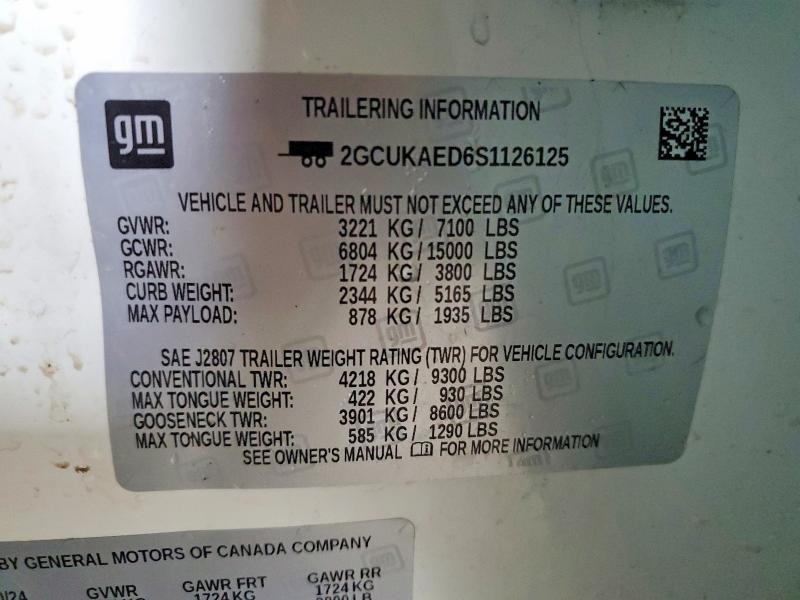 gm
TRAILERING INFORMATION
2GCUKAED6S1126125
VEHICLE AND TRAILER MUST NOT EXCEED ANY OF THESE VALUES.
GVWR: 3221 KG / 7100 LBS
GCWR: 6804 KG / 15000 LBS
RGAWR: 1724 KG / 3800 LBS
CURB WEIGHT: 2344 KG / 5165 LBS
MAX PAYLOAD: 878 KG / 1935 LBS
SAE J2807 TRAILER WEIGHT RATING (TWR) FOR VEHICLE CONFIGURATION.
CONVENTIONAL TWR: 4218 KG / 9300 LBS
MAX TONGUE WEIGHT: 422 KG / 930 LBS
GOOSENECK TWR: 3901 KG / 8600 LBS
MAX TONGUE WEIGHT: 585 KG / 1290 LBS
SEE OWNER'S MANUAL FOR MORE INFORMATION
BY GENERAL MOTORS OF CANADA COMPANY
GVWR GAWR FRT GAWR RR
1724 KG 1724 KG